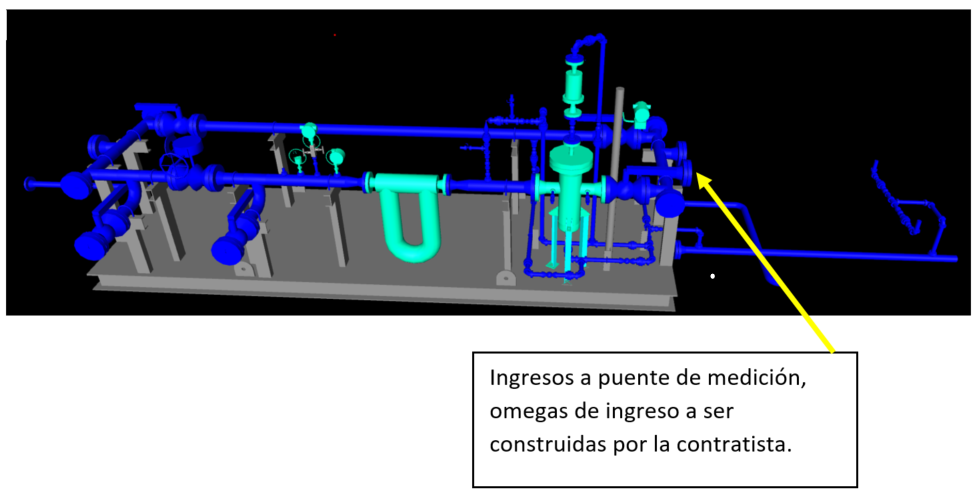 Ingresos a puente de medición,
omegas de ingreso a ser
construidas por la contratista.